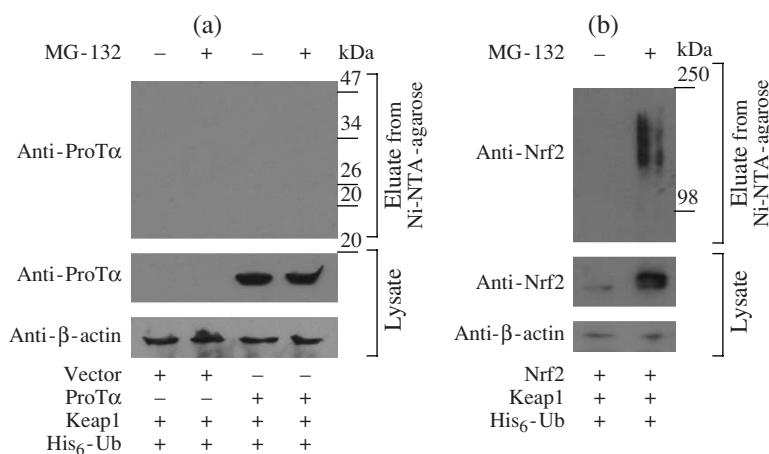 (a)
MG-132 – + – + kDa
47
34
Anti-ProTα
26
20
20
Eluate from
Ni-NTA-agarose
Anti-ProTα
Anti-β-actin
Lysate
Vector + + – –
ProTα – – + +
Keap1 + + + +
His₆-Ub + + + +
(b)
MG-132 – + kDa
250
Anti-Nrf2
98
Eluate from
Ni-NTA-agarose
Anti-Nrf2
Anti-β-actin
Lysate
Nrf2 + +
Keap1 + +
His₆-Ub + +